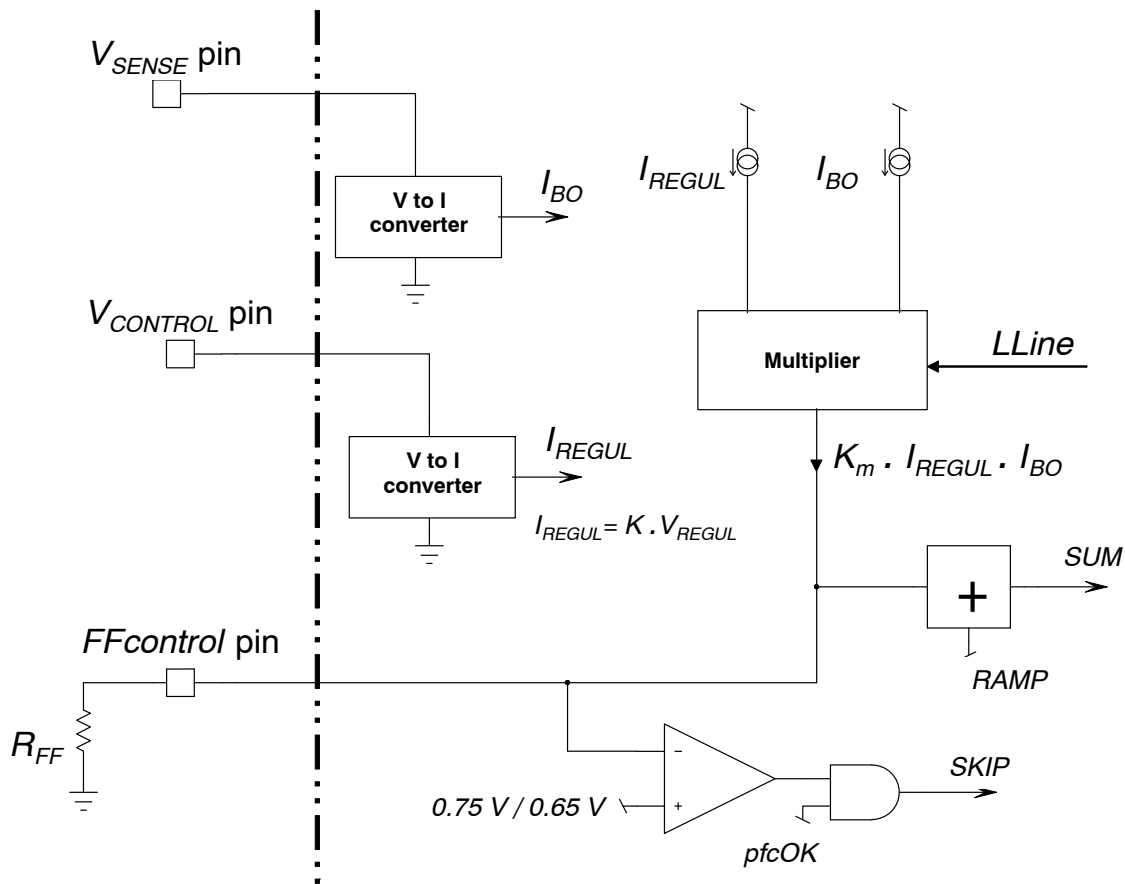 V_SENSE pin
I_REGUL
I_BO
V to I
converter
I_BO
V_CONTROL pin
Multiplier
LLine
V to I
converter
I_REGUL
K_m . I_REGUL . I_BO
I_REGUL = K . V_REGUL
SUM
+
RAMP
FFcontrol pin
R_FF
−
+
0.75 V / 0.65 V
SKIP
pfcOK